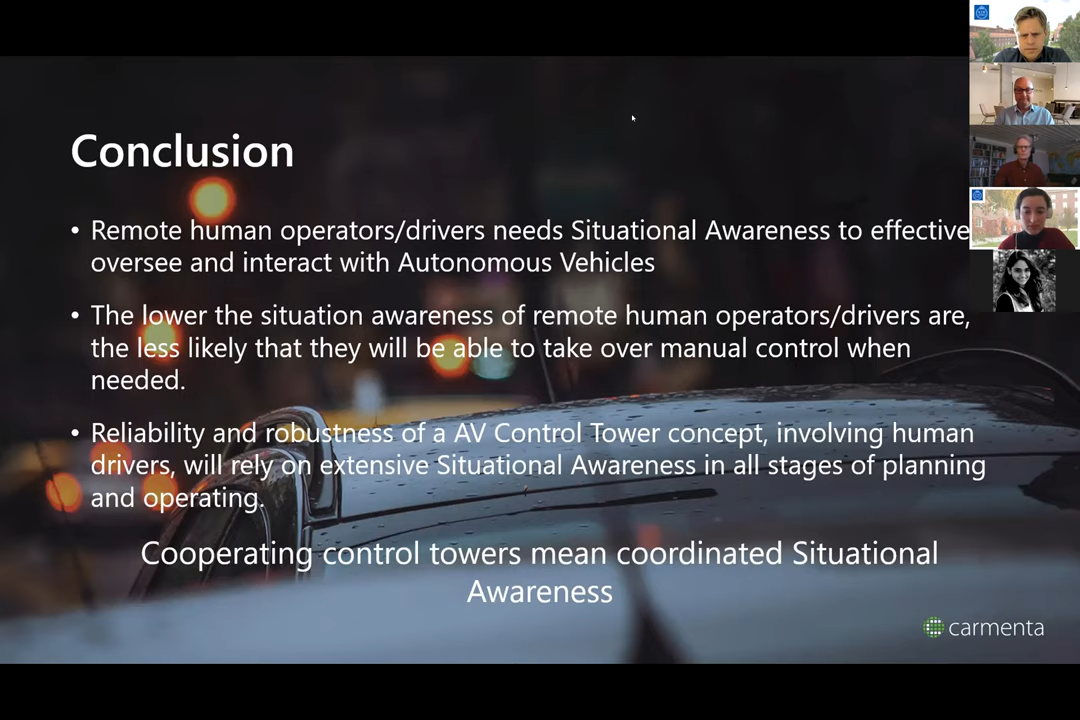 Conclusion
• Remote human operators/drivers needs Situational Awareness to effective
oversee and interact with Autonomous Vehicles
• The lower the situation awareness of remote human operators/drivers are,
the less likely that they will be able to take over manual control when
needed.
• Reliability and robustness of a AV Control Tower concept, involving human
drivers, will rely on extensive Situational Awareness in all stages of planning
and operating.
Cooperating control towers mean coordinated Situational
Awareness
carmenta